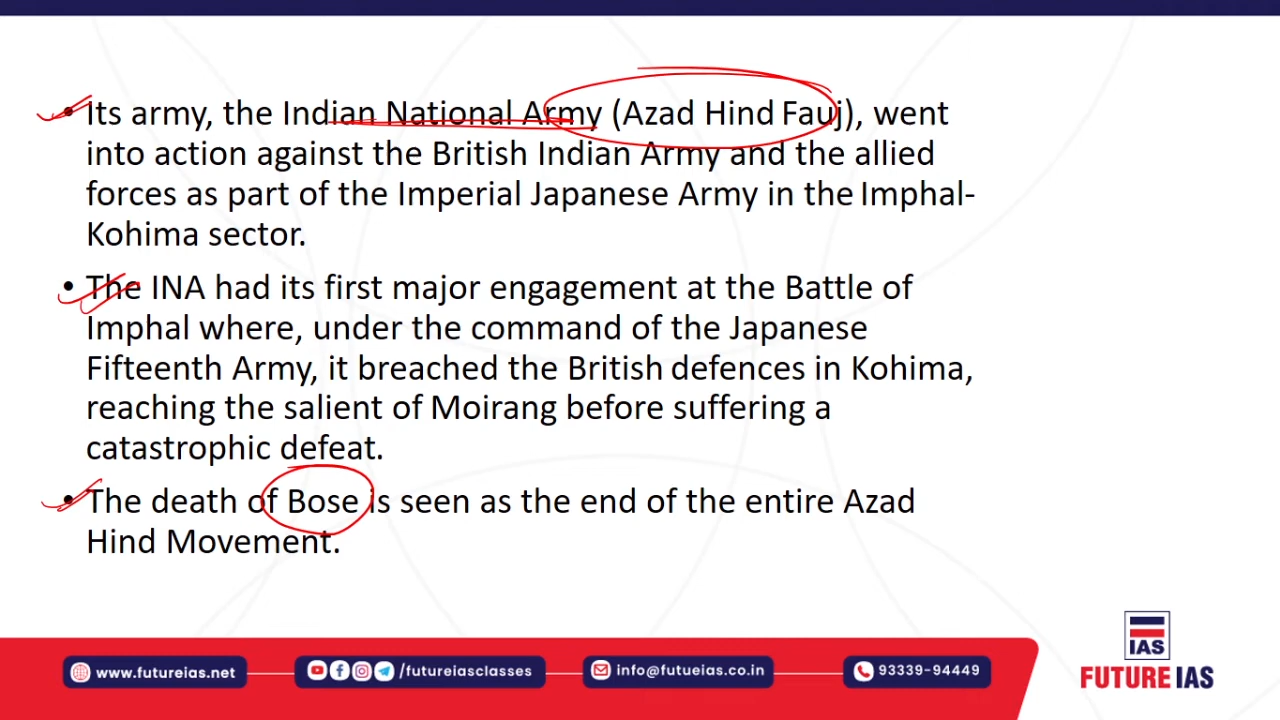 • Its army, the Indian National Army (Azad Hind Fauj), went
into action against the British Indian Army and the allied
forces as part of the Imperial Japanese Army in the Imphal-
Kohima sector.
• The INA had its first major engagement at the Battle of
Imphal where, under the command of the Japanese
Fifteenth Army, it breached the British defences in Kohima,
reaching the salient of Moirang before suffering a
catastrophic defeat.
• The death of Bose is seen as the end of the entire Azad
Hind Movement.
IAS
FUTURE IAS
www.futureias.net
/futureiasclasses
info@futueias.co.in
93339-94449